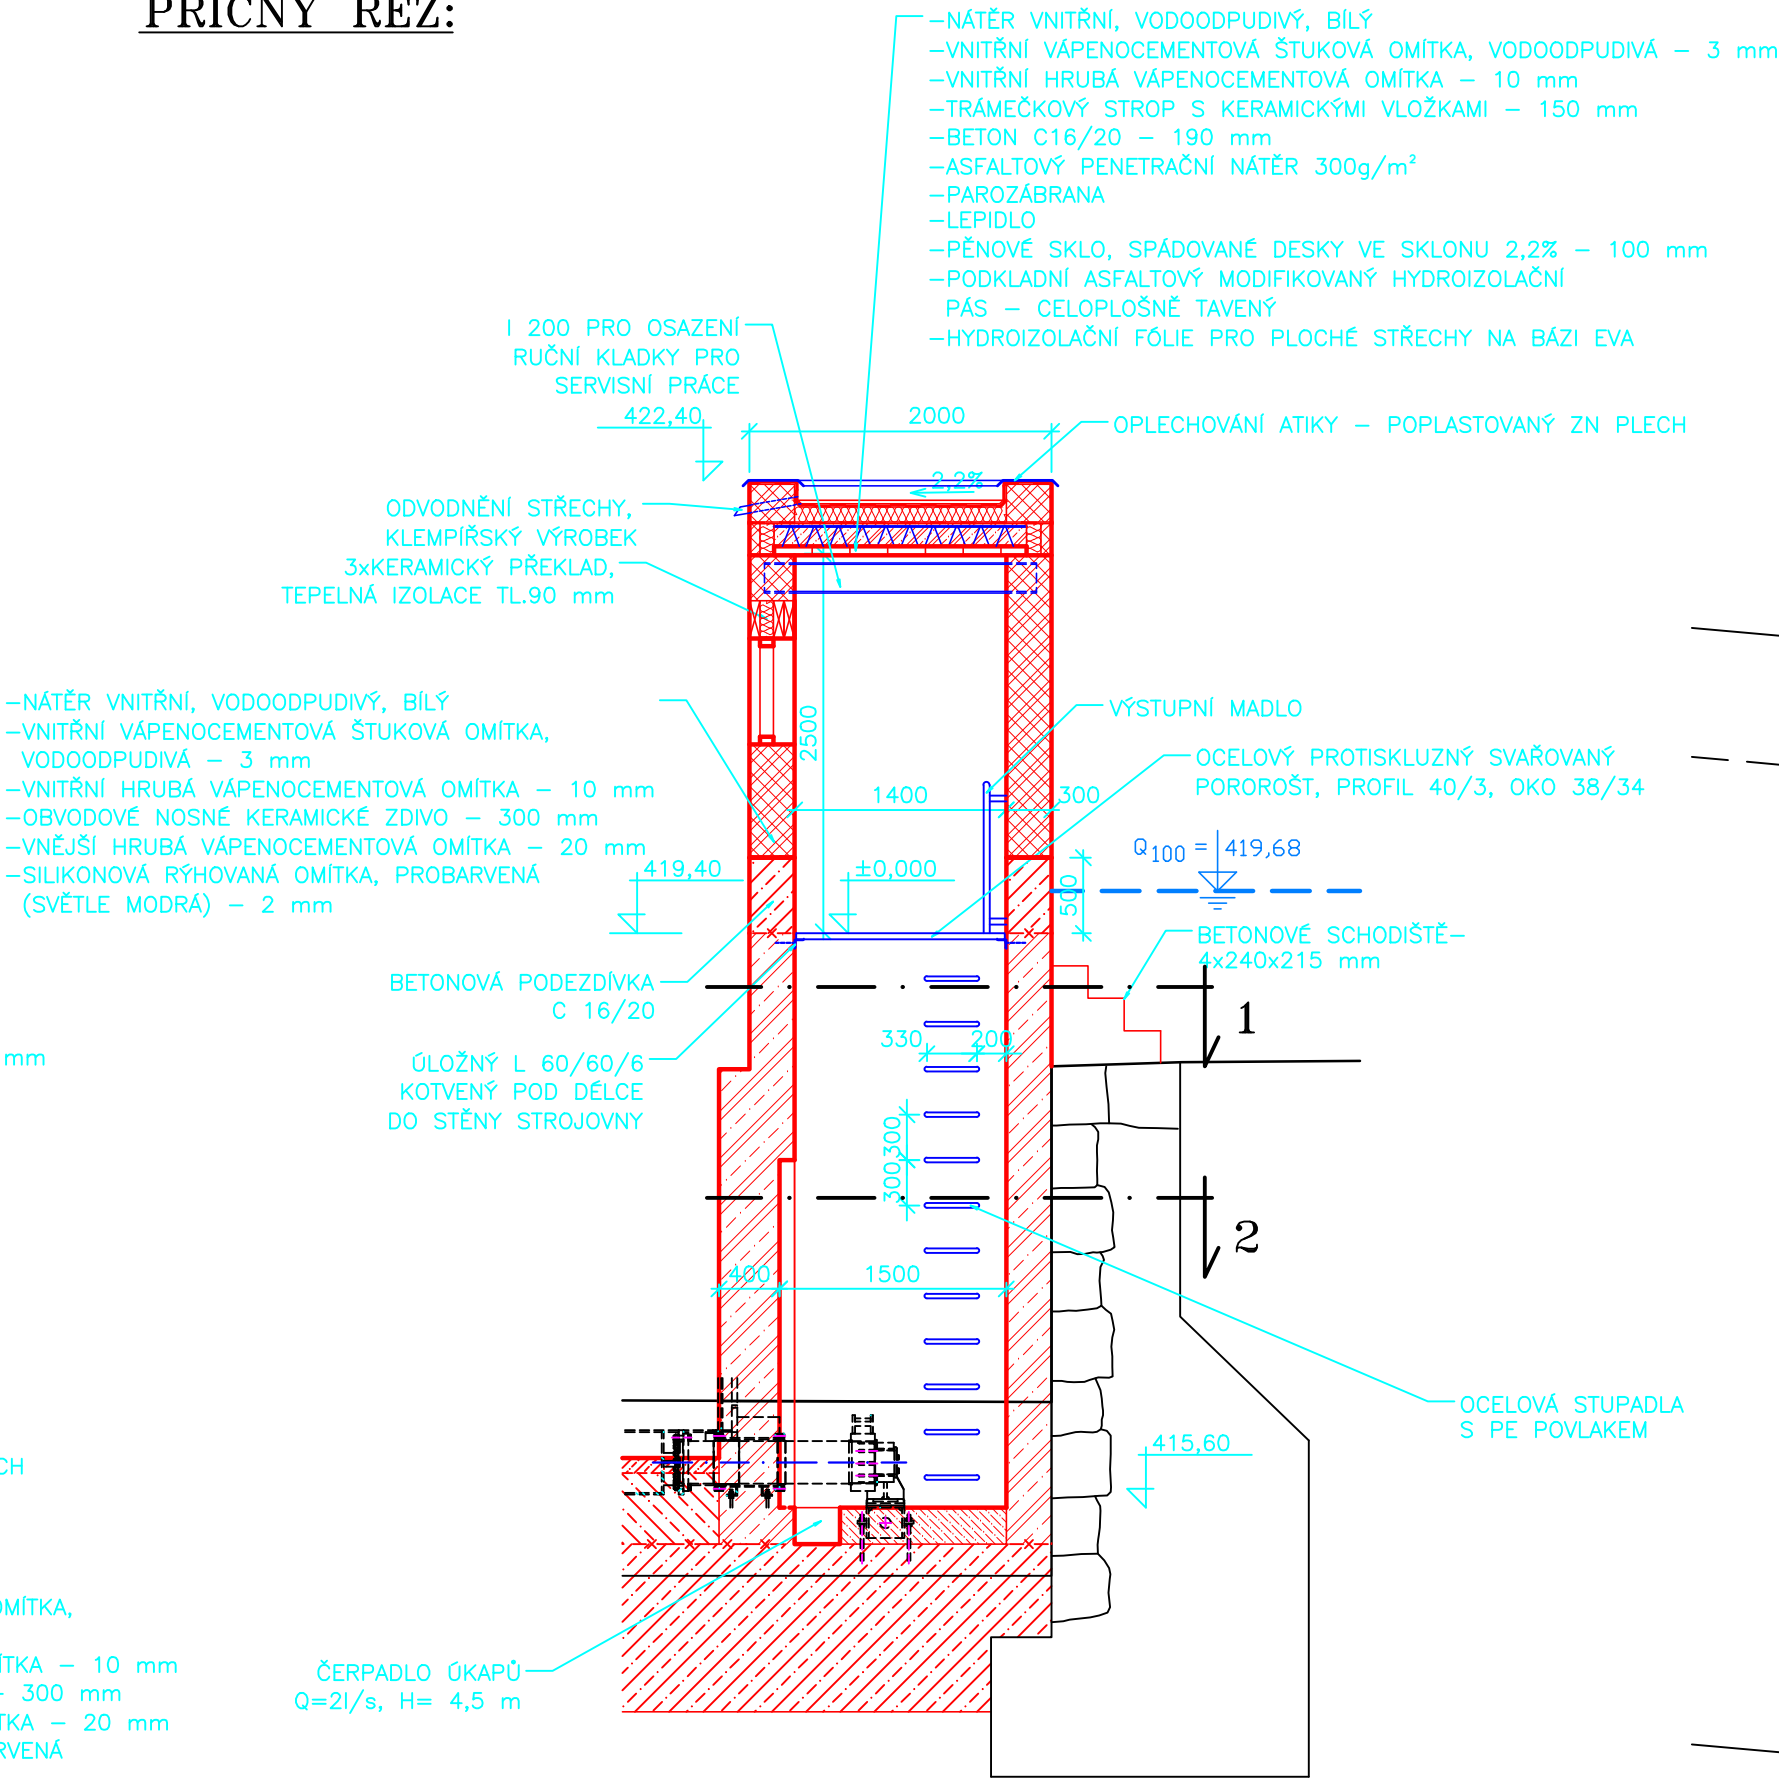 PŘÍČNÝ ŘEZ:
–NÁTĚR VNITŘNÍ, VODOODPUDIVÝ, BÍLÝ
–VNITŘNÍ VÁPENOCEMENTOVÁ ŠTUKOVÁ OMÍTKA, VODOODPUDIVÁ – 3 mm
–VNITŘNÍ HRUBÁ VÁPENOCEMENTOVÁ OMÍTKA – 10 mm
–TRÁMEČKOVÝ STROP S KERAMICKÝMI VLOŽKAMI – 150 mm
–BETON C16/20 – 190 mm
–ASFALTOVÝ PENETRAČNÍ NÁTĚR 300g/m²
–PAROZÁBRANA
–LEPIDLO
–PĚNOVÉ SKLO, SPÁDOVANÉ DESKY VE SKLONU 2,2% – 100 mm
–PODKLADNÍ ASFALTOVÝ MODIFIKOVANÝ HYDROIZOLAČNÍ
PÁS – CELOPLOŠNĚ TAVENÝ
–HYDROIZOLAČNÍ FÓLIE PRO PLOCHÉ STŘECHY NA BÁZI EVA
I 200 PRO OSAZENÍ
RUČNÍ KLADKY PRO
SERVISNÍ PRÁCE
422,40
2000
OPLECHOVÁNÍ ATIKY – POPLASTOVANÝ ZN PLECH
2,2%
ODVODNĚNÍ STŘECHY,
KLEMPÍŘSKÝ VÝROBEK
3xKERAMICKÝ PŘEKLAD,
TEPELNÁ IZOLACE TL.90 mm
–NÁTĚR VNITŘNÍ, VODOODPUDIVÝ, BÍLÝ
–VNITŘNÍ VÁPENOCEMENTOVÁ ŠTUKOVÁ OMÍTKA,
VODOODPUDIVÁ – 3 mm
–VNITŘNÍ HRUBÁ VÁPENOCEMENTOVÁ OMÍTKA – 10 mm
–OBVODOVÉ NOSNÉ KERAMICKÉ ZDIVO – 300 mm
–VNĚJŠÍ HRUBÁ VÁPENOCEMENTOVÁ OMÍTKA – 20 mm
–SILIKONOVÁ RÝHOVANÁ OMÍTKA, PROBARVENÁ
(SVĚTLE MODRÁ) – 2 mm
2500
VÝSTUPNÍ MADLO
OCELOVÝ PROTISKLUZNÝ SVAŘOVANÝ
POROROŠT, PROFIL 40/3, OKO 38/34
1400
300
Q100 = 419,68
419,40
±0,000
500
BETONOVÉ SCHODIŠTĚ–
4x240x215 mm
BETONOVÁ PODEZDÍVKA
C 16/20
1
330
200
mm
ÚLOŽNÝ L 60/60/6
KOTVENÝ POD DÉLCE
DO STĚNY STROJOVNY
300
300
2
400
1500
OCELOVÁ STUPADLA
S PE POVLAKEM
415,60
CH
OMÍTKA,
ÍTKA – 10 mm
– 300 mm
TKA – 20 mm
RVENÁ
ČERPADLO ÚKAPŮ
Q=2l/s, H= 4,5 m